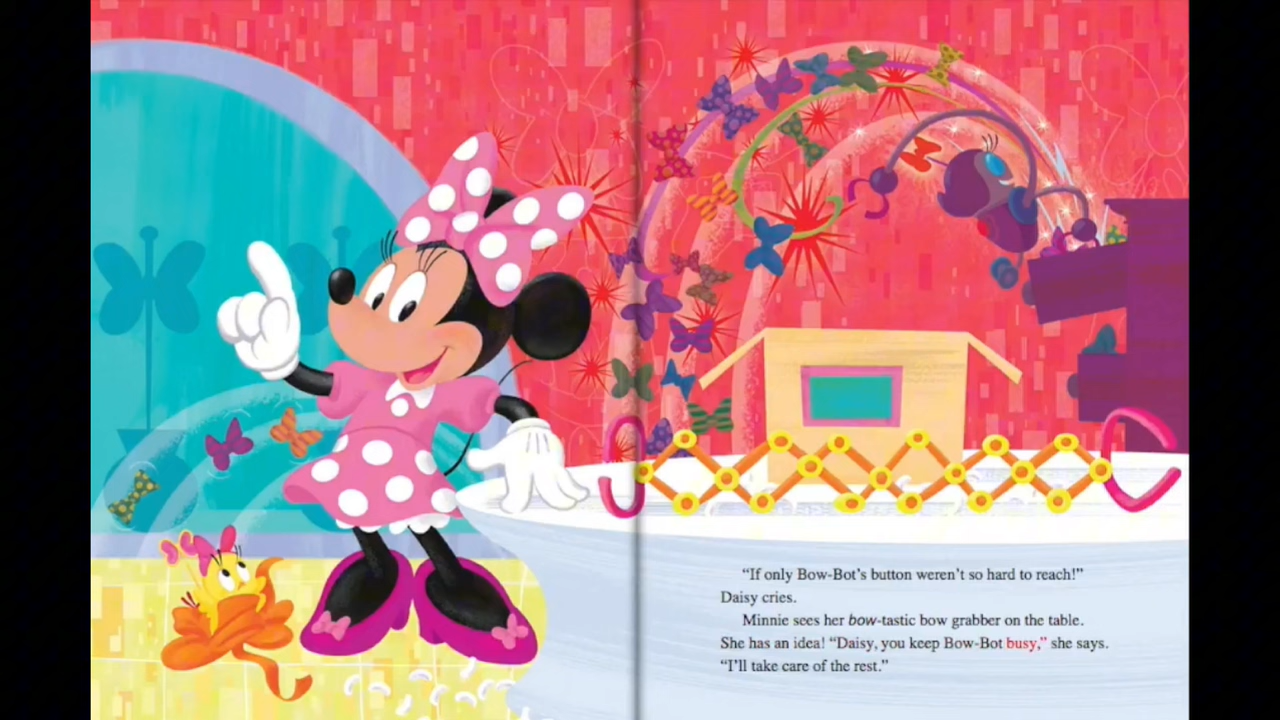 “If only Bow-Bot’s button weren’t so hard to reach!”
Daisy cries.
Minnie sees her bow-tastic bow grabber on the table.
She has an idea! “Daisy, you keep Bow-Bot busy,” she says.
“I’ll take care of the rest.”